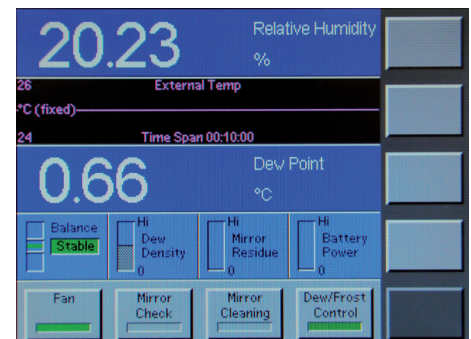 20.23 Relative Humidity
%
26 External Temp
°C (fixed)
24 Time Span 00:10:00
0.66 Dew Point
°C
Balance
Stable
Hi
Dew
Density
0
Hi
Mirror
Residue
0
Hi
Battery
Power
0
Fan
Mirror
Check
Mirror
Cleaning
Dew/Frost
Control